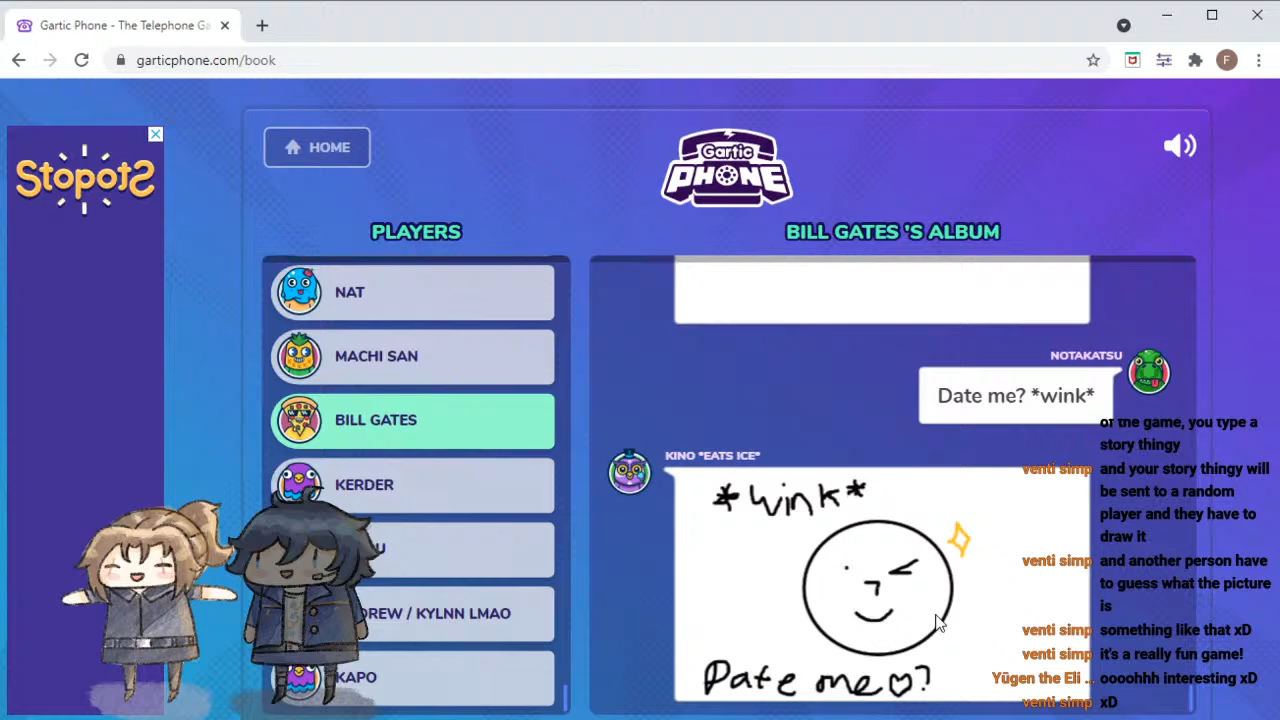 Gartic Phone - The Telephone Ga
garticphone.com/book
F
StopotS
HOME
Gartic
PHONE
PLAYERS
BILL GATES 'S ALBUM
NAT
MACHI SAN
BILL GATES
KERDER
U
DREW / KYLNN LMAO
KAPO
NOTAKATSU
Date me? *wink*
KINO *EATS ICE*
*wink*
Date me ♡?
of the game, you type a
story thingy
venti simp and your story thingy will
be sent to a random
player and they have to
draw it
venti simp and another person have
to guess what the picture
is
venti simp something like that xD
venti simp it's a really fun game!
Yūgen the Eli .. oooohhh interesting xD
venti simp xD